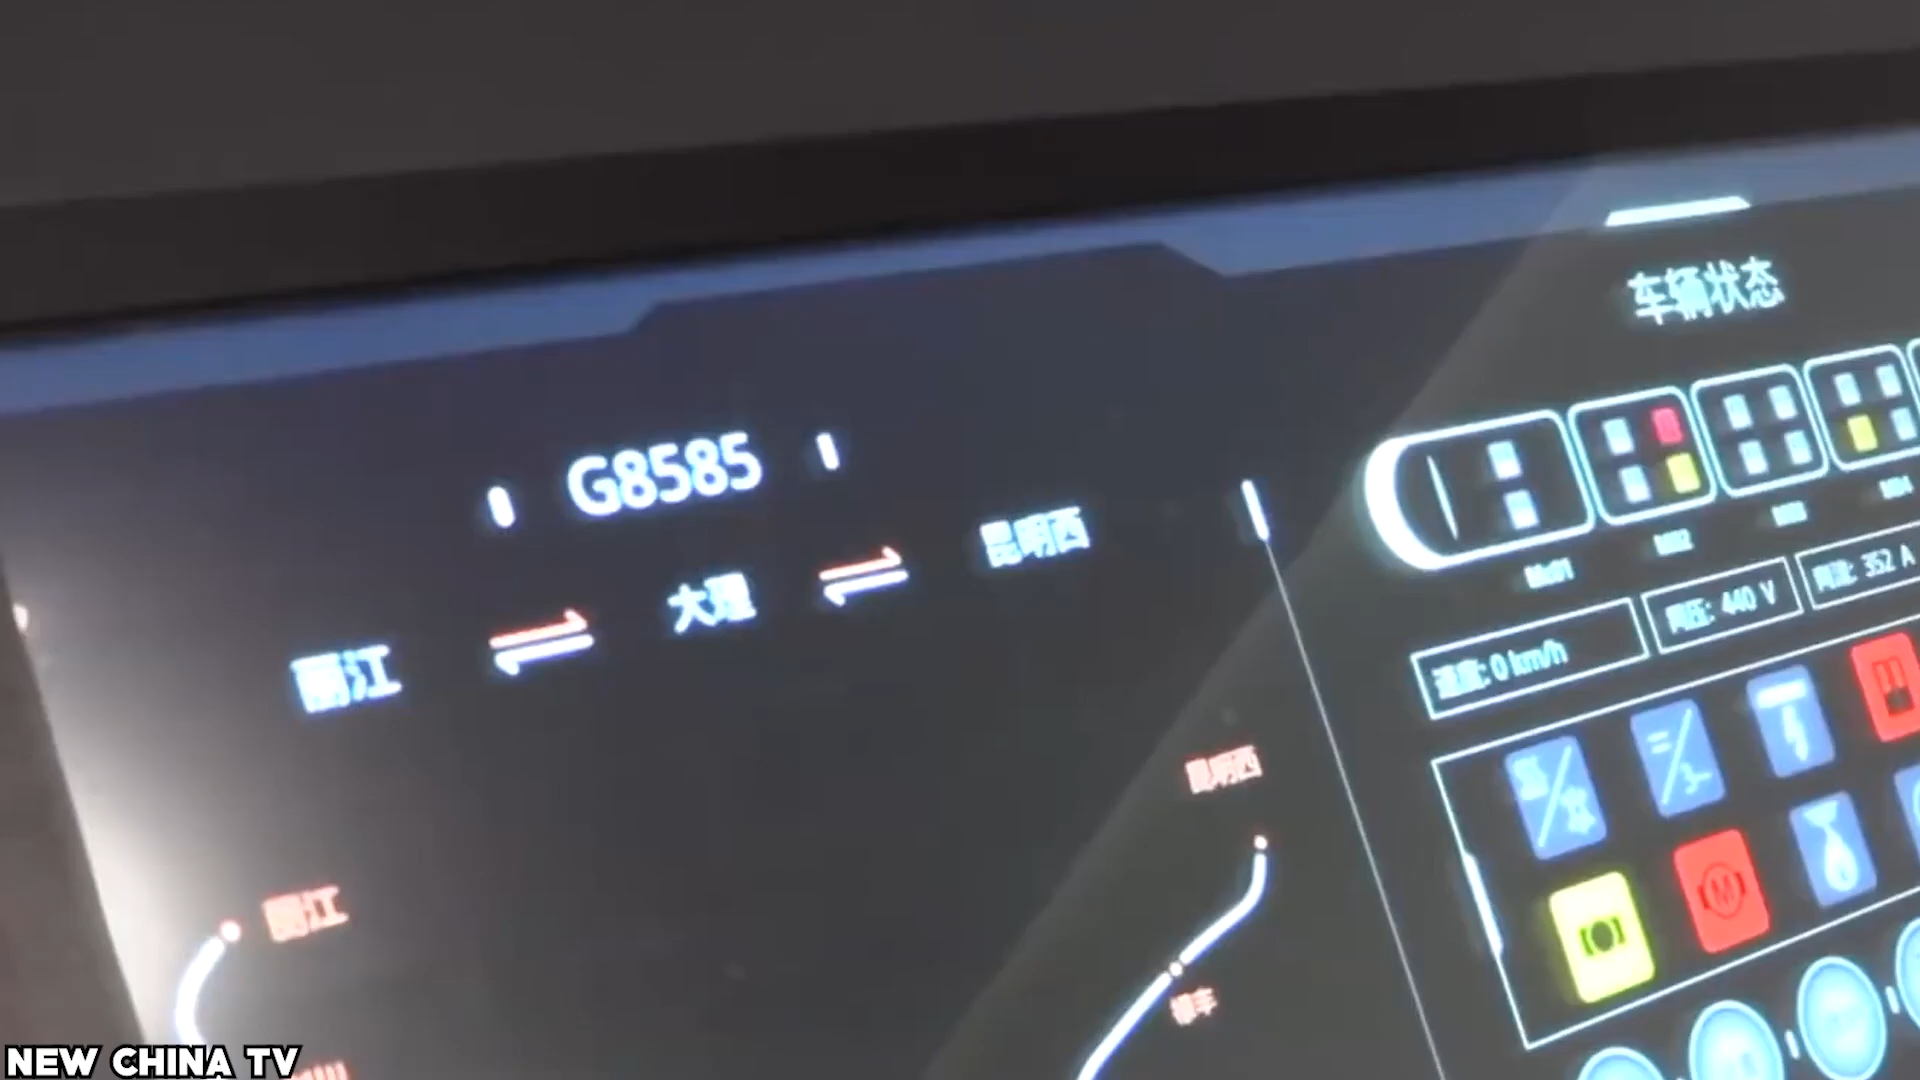 车辆状态
G8585
丽江 大理 昆明西
速度: 0 km/h
网压: 440 V
网流: 352 A
昆明西
丽江
NEW CHINA TV